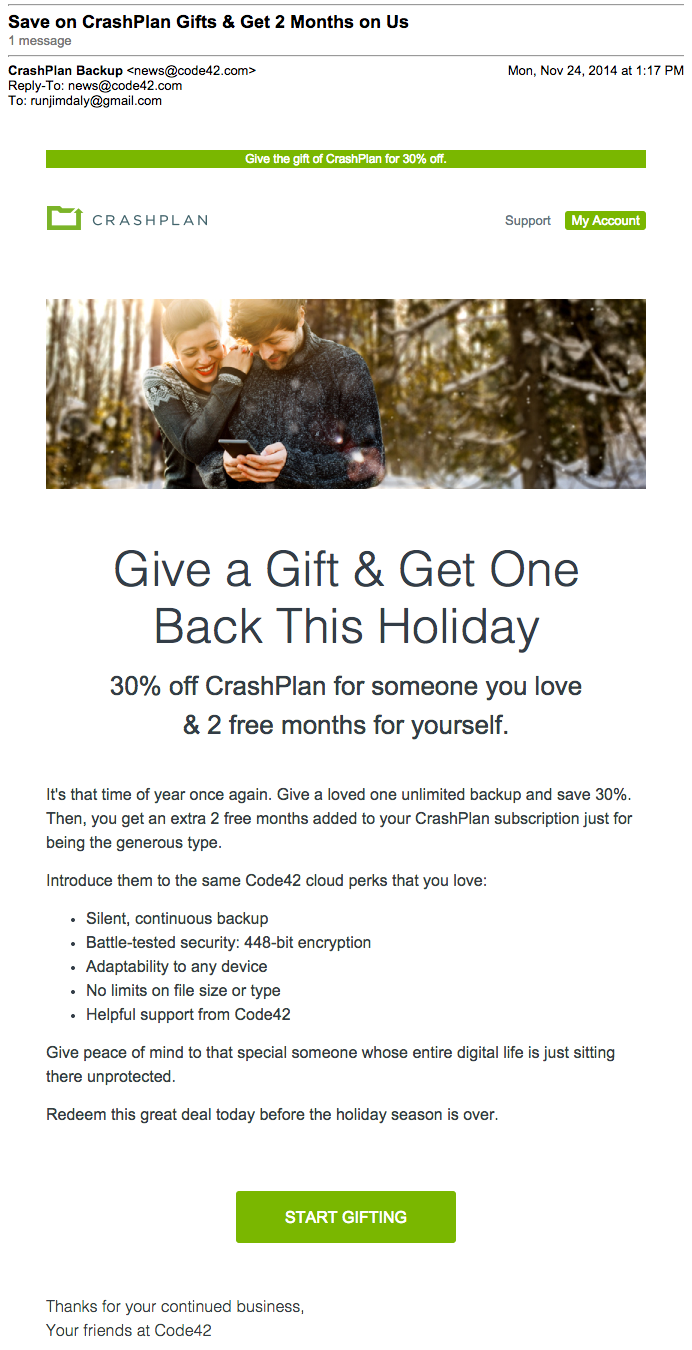 Save on CrashPlan Gifts & Get 2 Months on Us
1 message
CrashPlan Backup <news@code42.com>
Mon, Nov 24, 2014 at 1:17 PM
Reply-To: news@code42.com
To: runjimdaly@gmail.com
Give the gift of CrashPlan for 30% off.
CRASHPLAN
Support
My Account
Give a Gift & Get One
Back This Holiday
30% off CrashPlan for someone you love
& 2 free months for yourself.
It's that time of year once again. Give a loved one unlimited backup and save 30%.
Then, you get an extra 2 free months added to your CrashPlan subscription just for
being the generous type.
Introduce them to the same Code42 cloud perks that you love:
• Silent, continuous backup
• Battle-tested security: 448-bit encryption
• Adaptability to any device
• No limits on file size or type
• Helpful support from Code42
Give peace of mind to that special someone whose entire digital life is just sitting
there unprotected.
Redeem this great deal today before the holiday season is over.
START GIFTING
Thanks for your continued business,
Your friends at Code42